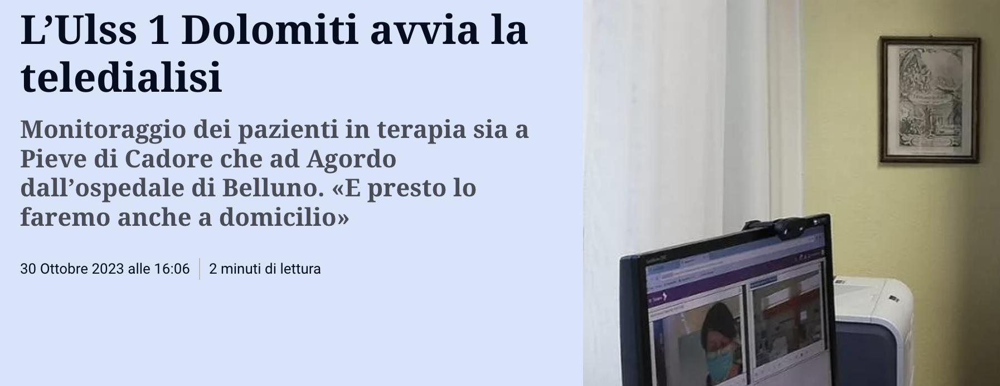 L’Ulss 1 Dolomiti avvia la
teledialisi
Monitoraggio dei pazienti in terapia sia a
Pieve di Cadore che ad Agordo
dall’ospedale di Belluno. «E presto lo
faremo anche a domicilio»
30 Ottobre 2023 alle 16:06
2 minuti di lettura